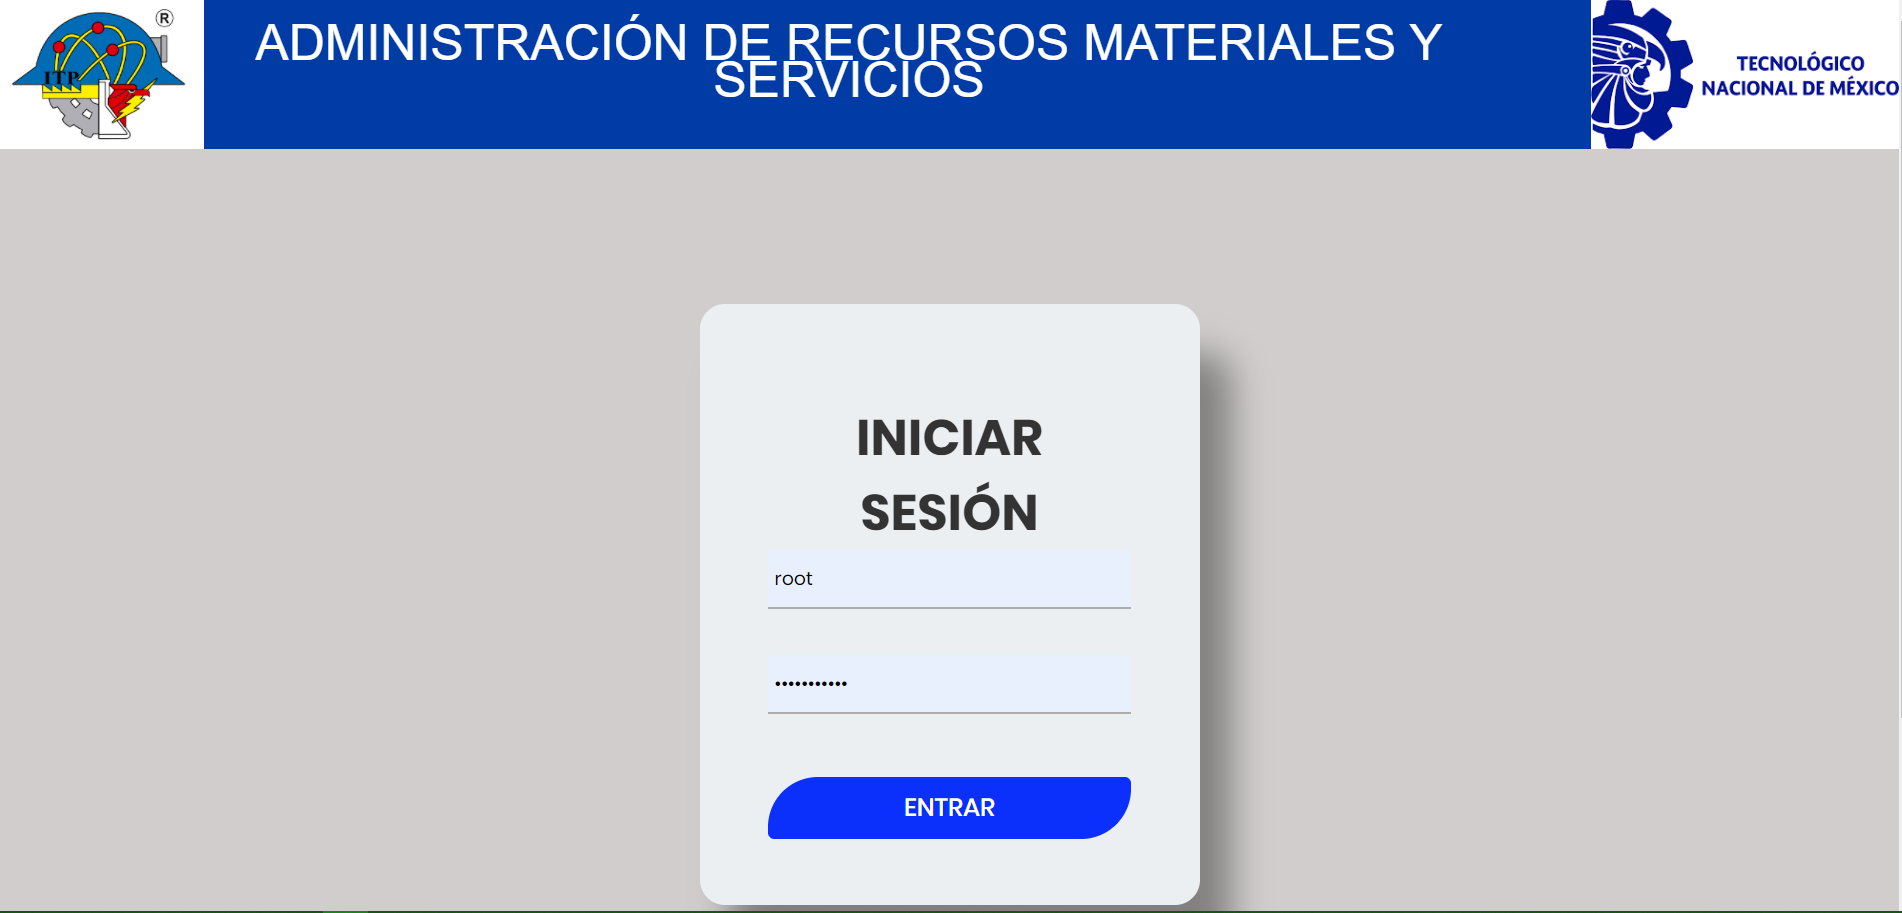 ITP
®
ADMINISTRACIÓN DE RECURSOS MATERIALES Y
SERVICIOS
TECNOLÓGICO
NACIONAL DE MÉXICO
INICIAR
SESIÓN
root
•••••••••••
ENTRAR